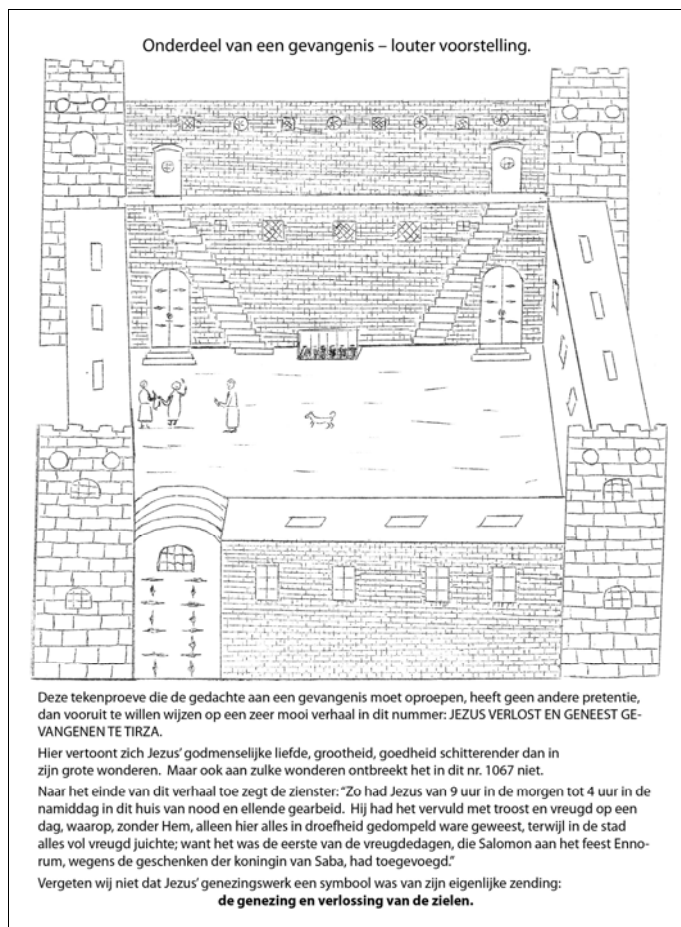 Onderdeel van een gevangenis – louter voorstelling.
Deze tekenproeve die de gedachte aan een gevangenis moet oproepen, heeft geen andere pretentie,
dan vooruit te willen wijzen op een zeer mooi verhaal in dit nummer: JEZUS VERLOST EN GENEEST GE-
VANGENEN TE TIRZA.
Hier vertoont zich Jezus' godmenselijke liefde, grootheid, goedheid schitterender dan in
zijn grote wonderen. Maar ook aan zulke wonderen ontbreekt het in dit nr. 1067 niet.
Naar het einde van dit verhaal toe zegt de zienster: "Zo had Jezus van 9 uur in de morgen tot 4 uur in de
namiddag in dit huis van nood en ellende gearbeid. Hij had het vervuld met troost en vreugd op een
dag, waarop, zonder Hem, alleen hier alles in droefheid gedompeld ware geweest, terwijl in de stad
alles vol vreugd juichte; want het was de eerste van de vreugdedagen, die Salomon aan het feest Enno-
rum, wegens de geschenken der koningin van Saba, had toegevoegd."
Vergeten wij niet dat Jezus' genezingswerk een symbool was van zijn eigenlijke zending:
de genezing en verlossing van de zielen.